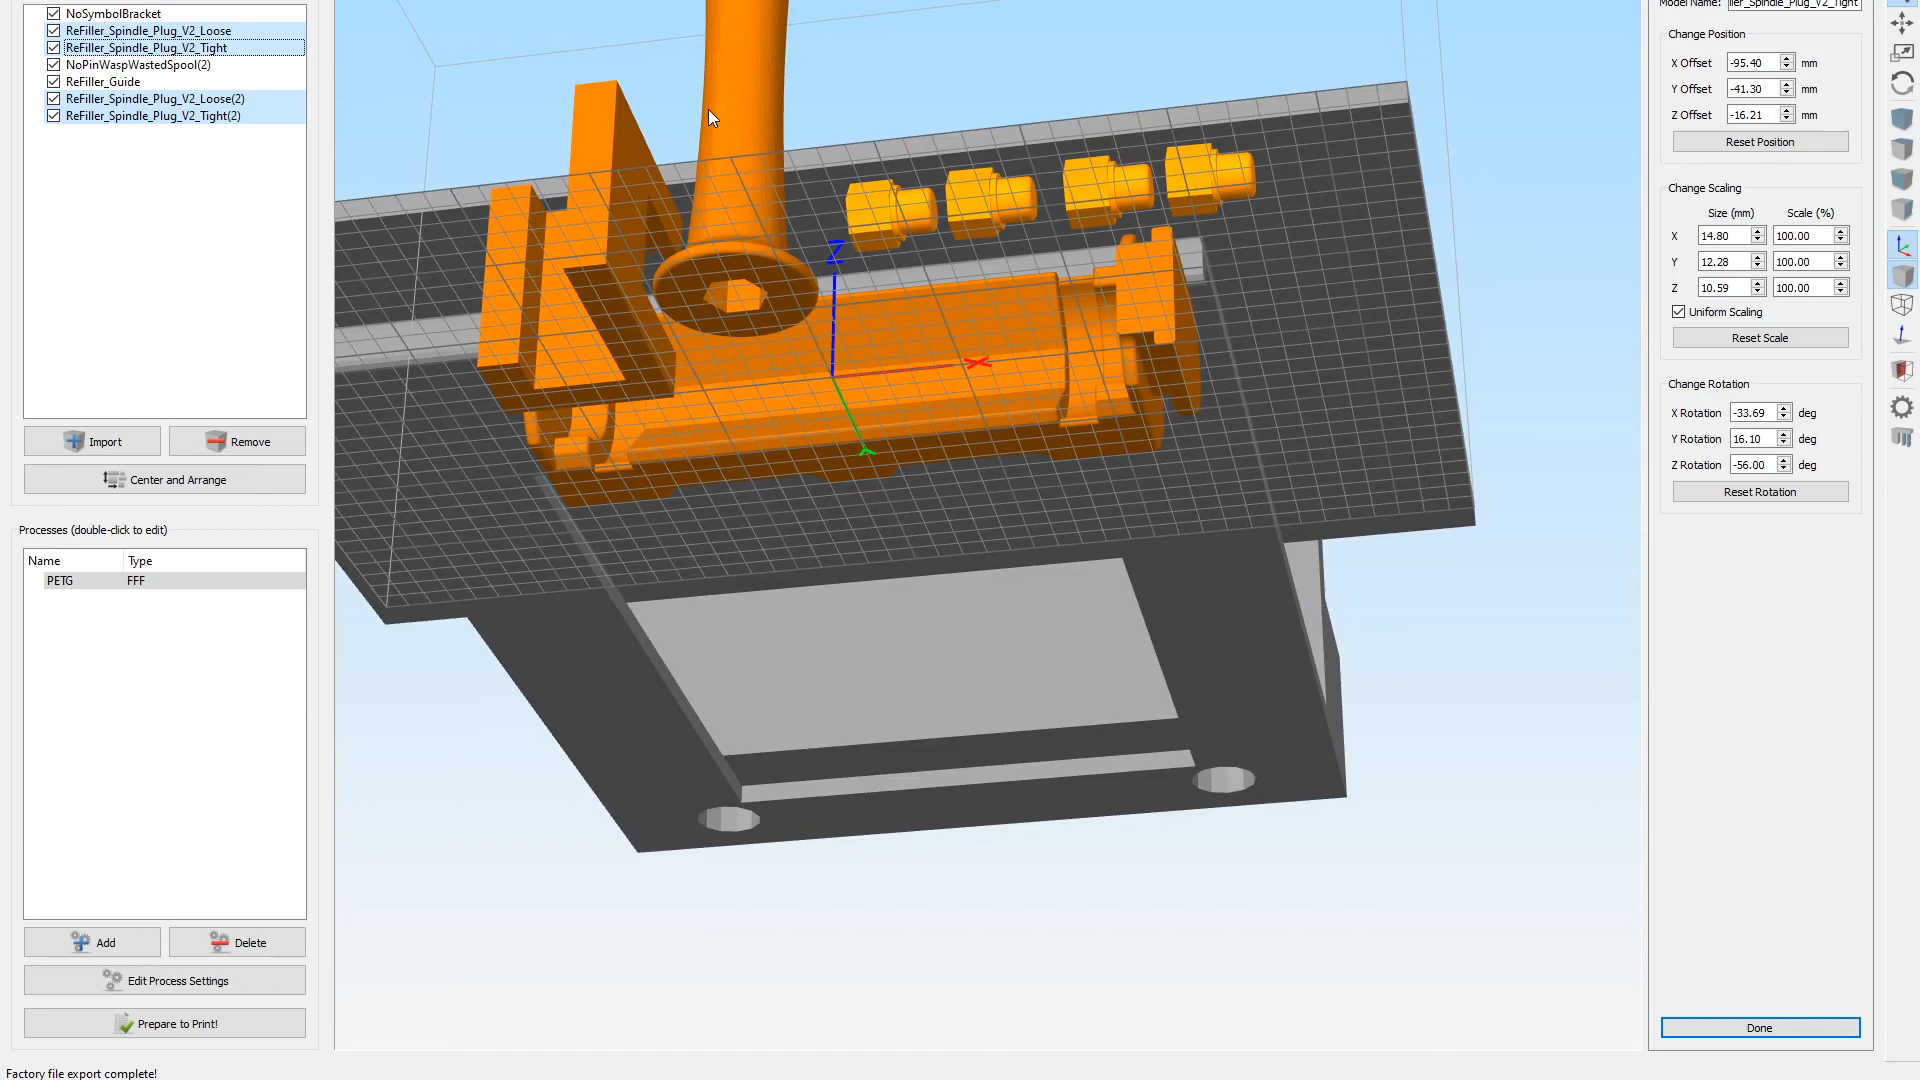 NoSymbolBracket
ReFiller_Spindle_Plug_V2_Loose
ReFiller_Spindle_Plug_V2_Tight
NoPinWaspWastedSpool(2)
ReFiller_Guide
ReFiller_Spindle_Plug_V2_Loose(2)
ReFiller_Spindle_Plug_V2_Tight(2)
Import
Remove
Center and Arrange
Processes (double-click to edit)
Name Type
PETG FFF
Add
Delete
Edit Process Settings
Prepare to Print!
Factory file export complete!
Z
X
Y
Model Name: ller_Spindle_Plug_V2_Tight
Change Position
X Offset -95.40 mm
Y Offset -41.30 mm
Z Offset -16.21 mm
Reset Position
Change Scaling
Size (mm) Scale (%)
X 14.80 100.00
Y 12.28 100.00
Z 10.59 100.00
Uniform Scaling
Reset Scale
Change Rotation
X Rotation -33.69 deg
Y Rotation 16.10 deg
Z Rotation -56.00 deg
Reset Rotation
Done